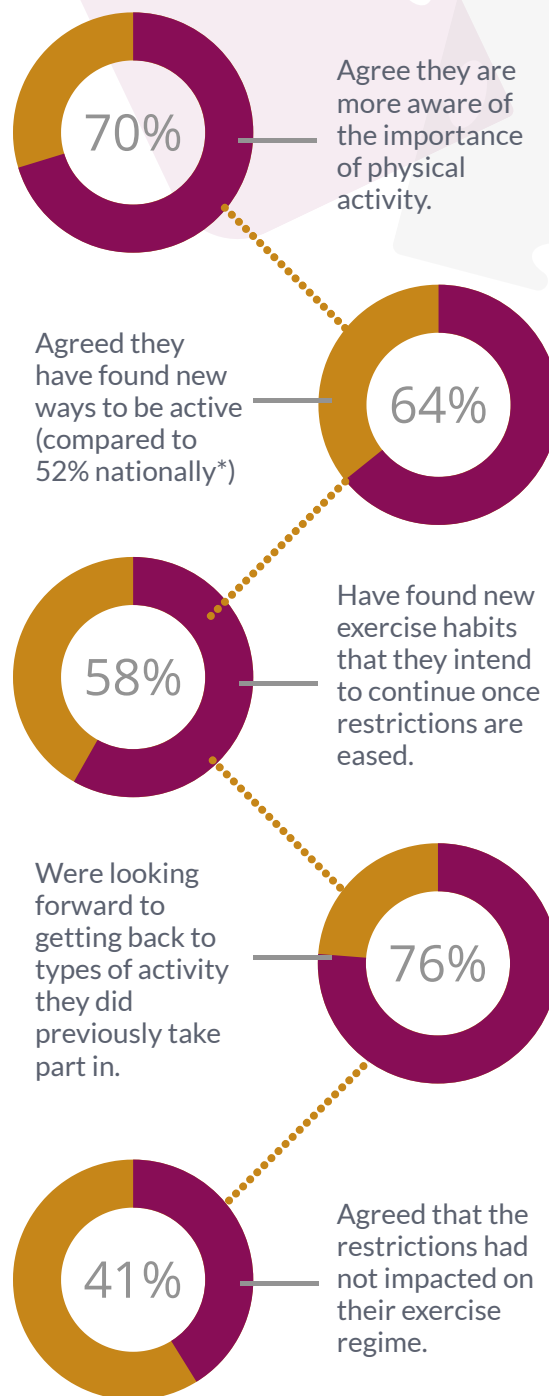 70%
Agree they are
more aware of
the importance
of physical
activity.
Agreed they
have found new
ways to be active
(compared to
52% nationally*)
64%
58%
Have found new
exercise habits
that they intend
to continue once
restrictions are
eased.
Were looking
forward to
getting back to
types of activity
they did
previously take
part in.
76%
41%
Agreed that the
restrictions had
not impacted on
their exercise
regime.